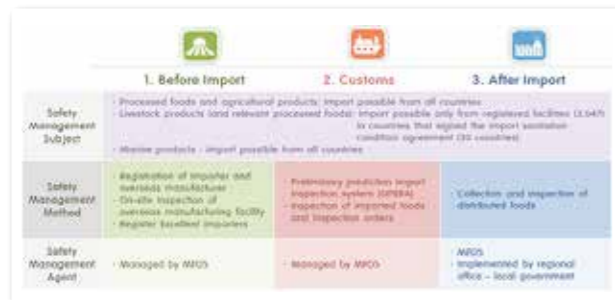 1. Before Import
2. Customs
3. After Import
Safety
Management
Subject
· Processed foods and agricultural products: import possible from all countries
· Livestock products (and relevant processed foods): import possible only from registered facilities
in countries that signed the import sanitation
condition agreement
· Marine products: import possible from all countries
Safety
Management
Method
· Registration of importer and
overseas manufacturer
· On-site inspection of
overseas manufacturing facility
· Register Excellent importers
· Preliminary prediction import
inspection system
· Inspection of imported foods
and inspection orders
· Collection and inspection of
distributed foods
Safety
Management
Agent
· Managed by MFDS
· Managed by MFDS
· MFDS
· Implemented by regional
office – local government